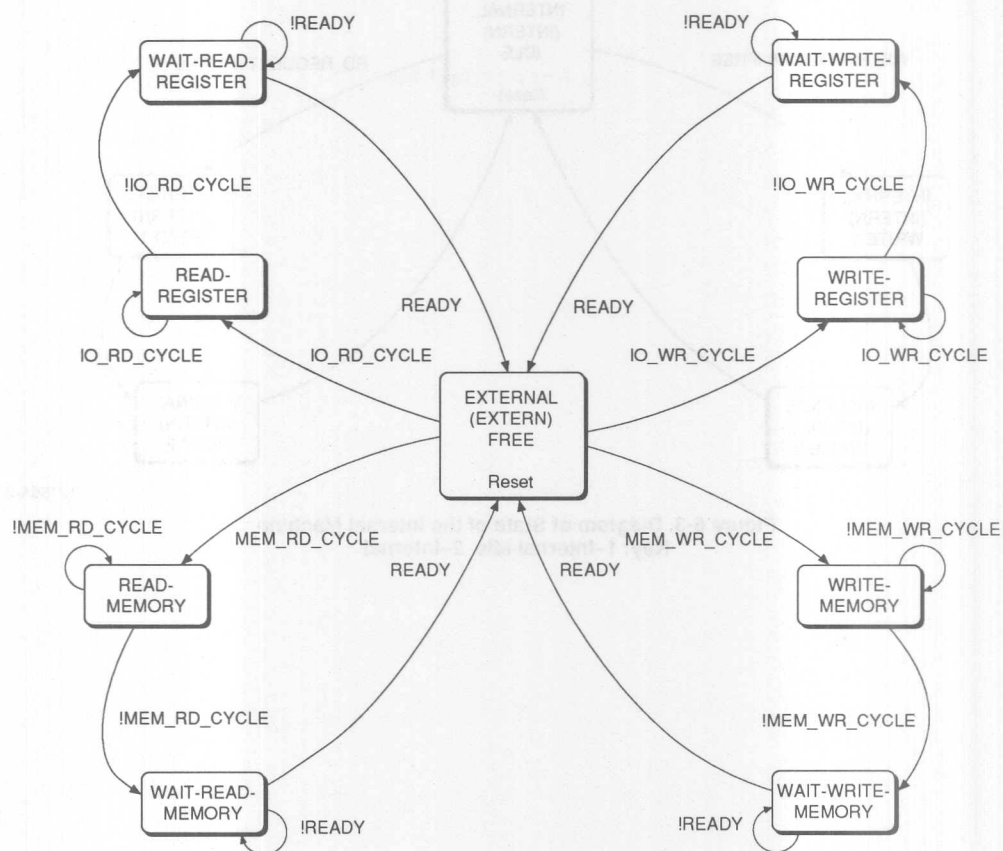 !READY
!READY
WAIT-READ-
REGISTER
WAIT-WRITE-
REGISTER
!IO_RD_CYCLE
!IO_WR_CYCLE
READ-
REGISTER
WRITE-
REGISTER
READY
READY
IO_RD_CYCLE
IO_RD_CYCLE
IO_WR_CYCLE
IO_WR_CYCLE
EXTERNAL
(EXTERN)
FREE
Reset
!MEM_RD_CYCLE
MEM_RD_CYCLE
MEM_WR_CYCLE
!MEM_WR_CYCLE
READY
READY
READ-
MEMORY
WRITE-
MEMORY
!MEM_RD_CYCLE
!MEM_WR_CYCLE
WAIT-READ-
MEMORY
WAIT-WRITE-
MEMORY
!READY
!READY